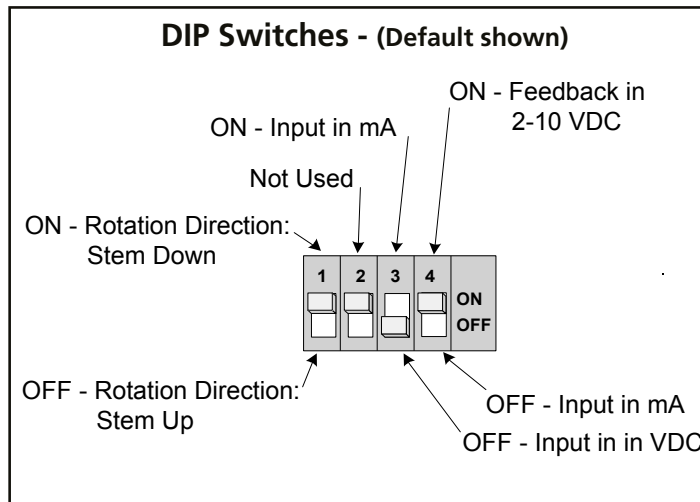 DIP Switches - (Default shown)
ON - Feedback in
2-10 VDC
ON - Input in mA
Not Used
ON - Rotation Direction:
Stem Down
1 2 3 4
ON
OFF
OFF - Rotation Direction:
Stem Up
OFF - Input in mA
OFF - Input in in VDC